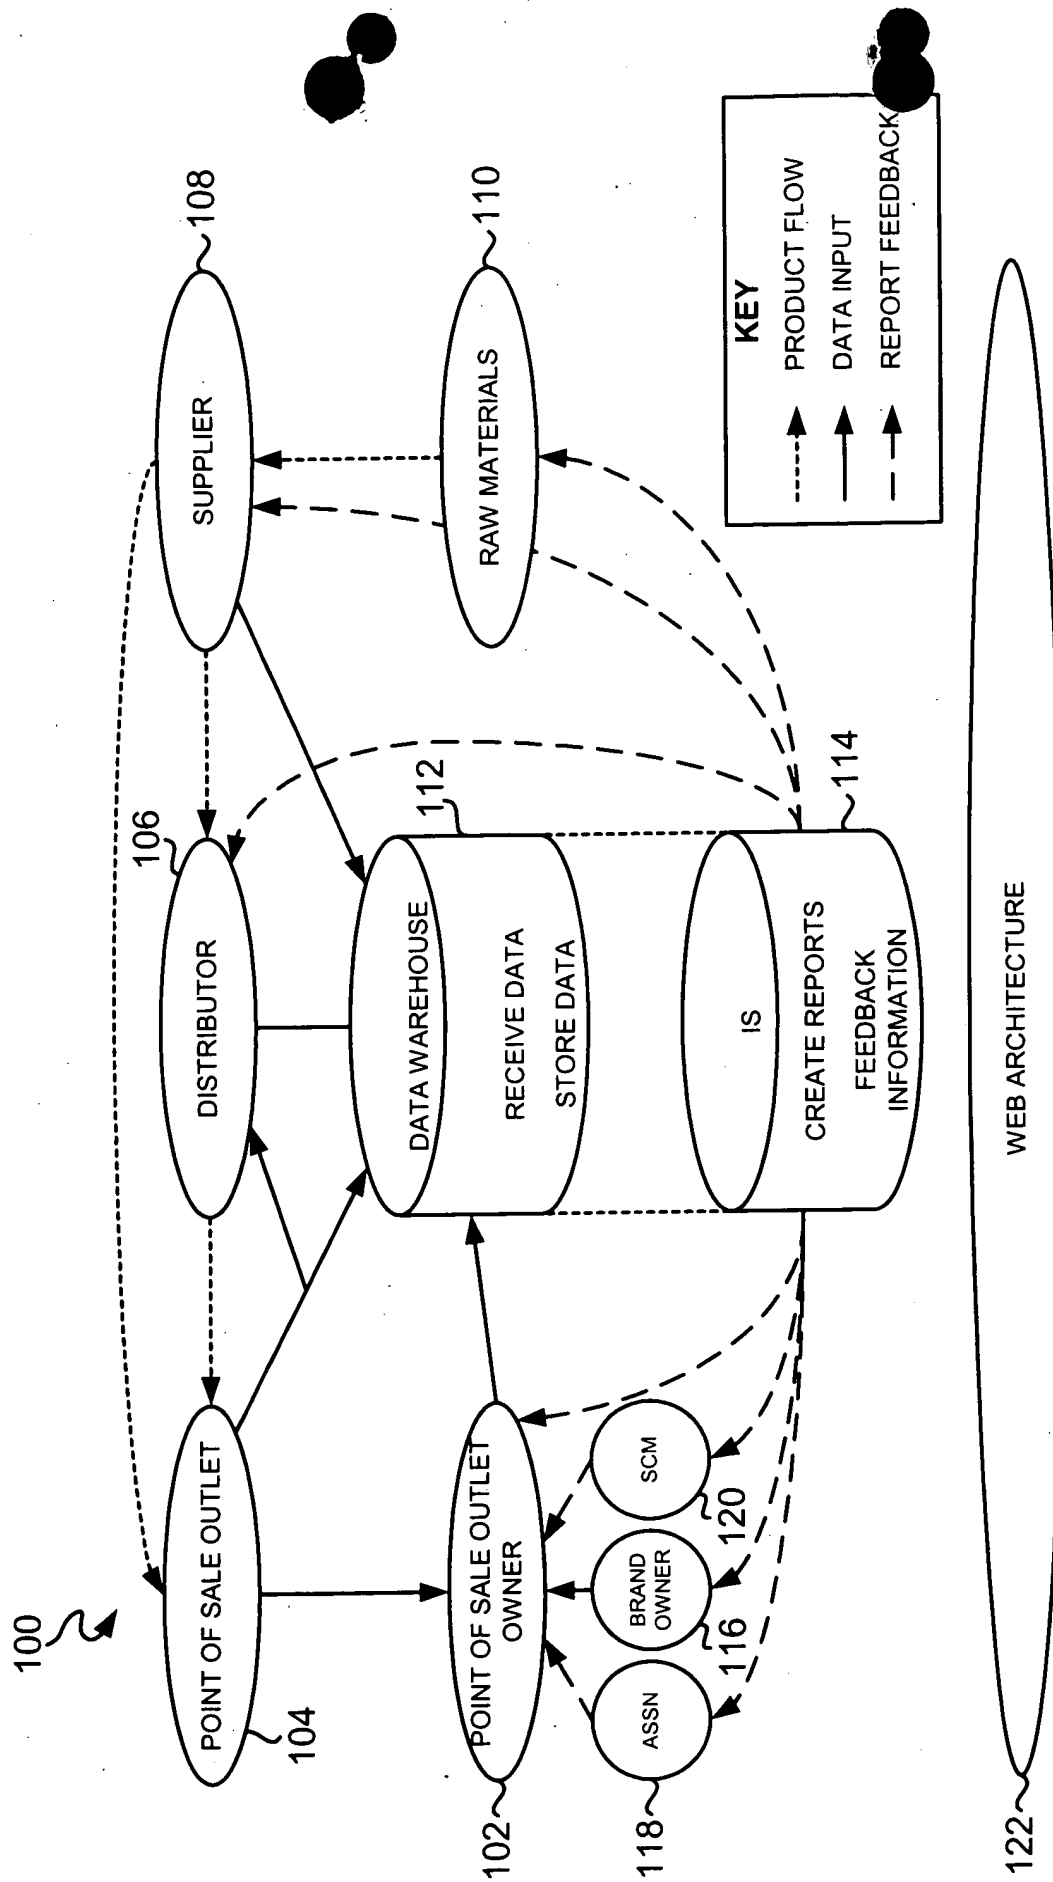 100
POINT OF SALE OUTLET
104
DISTRIBUTOR
106
SUPPLIER
108
POINT OF SALE OUTLET
OWNER
102
DATA WAREHOUSE
RECEIVE DATA
STORE DATA
112
RAW MATERIALS
110
ASSN
118
BRAND
OWNER
116
SCM
120
IS
CREATE REPORTS
FEEDBACK
INFORMATION
114
KEY
PRODUCT FLOW
DATA INPUT
REPORT FEEDBACK
WEB ARCHITECTURE
122